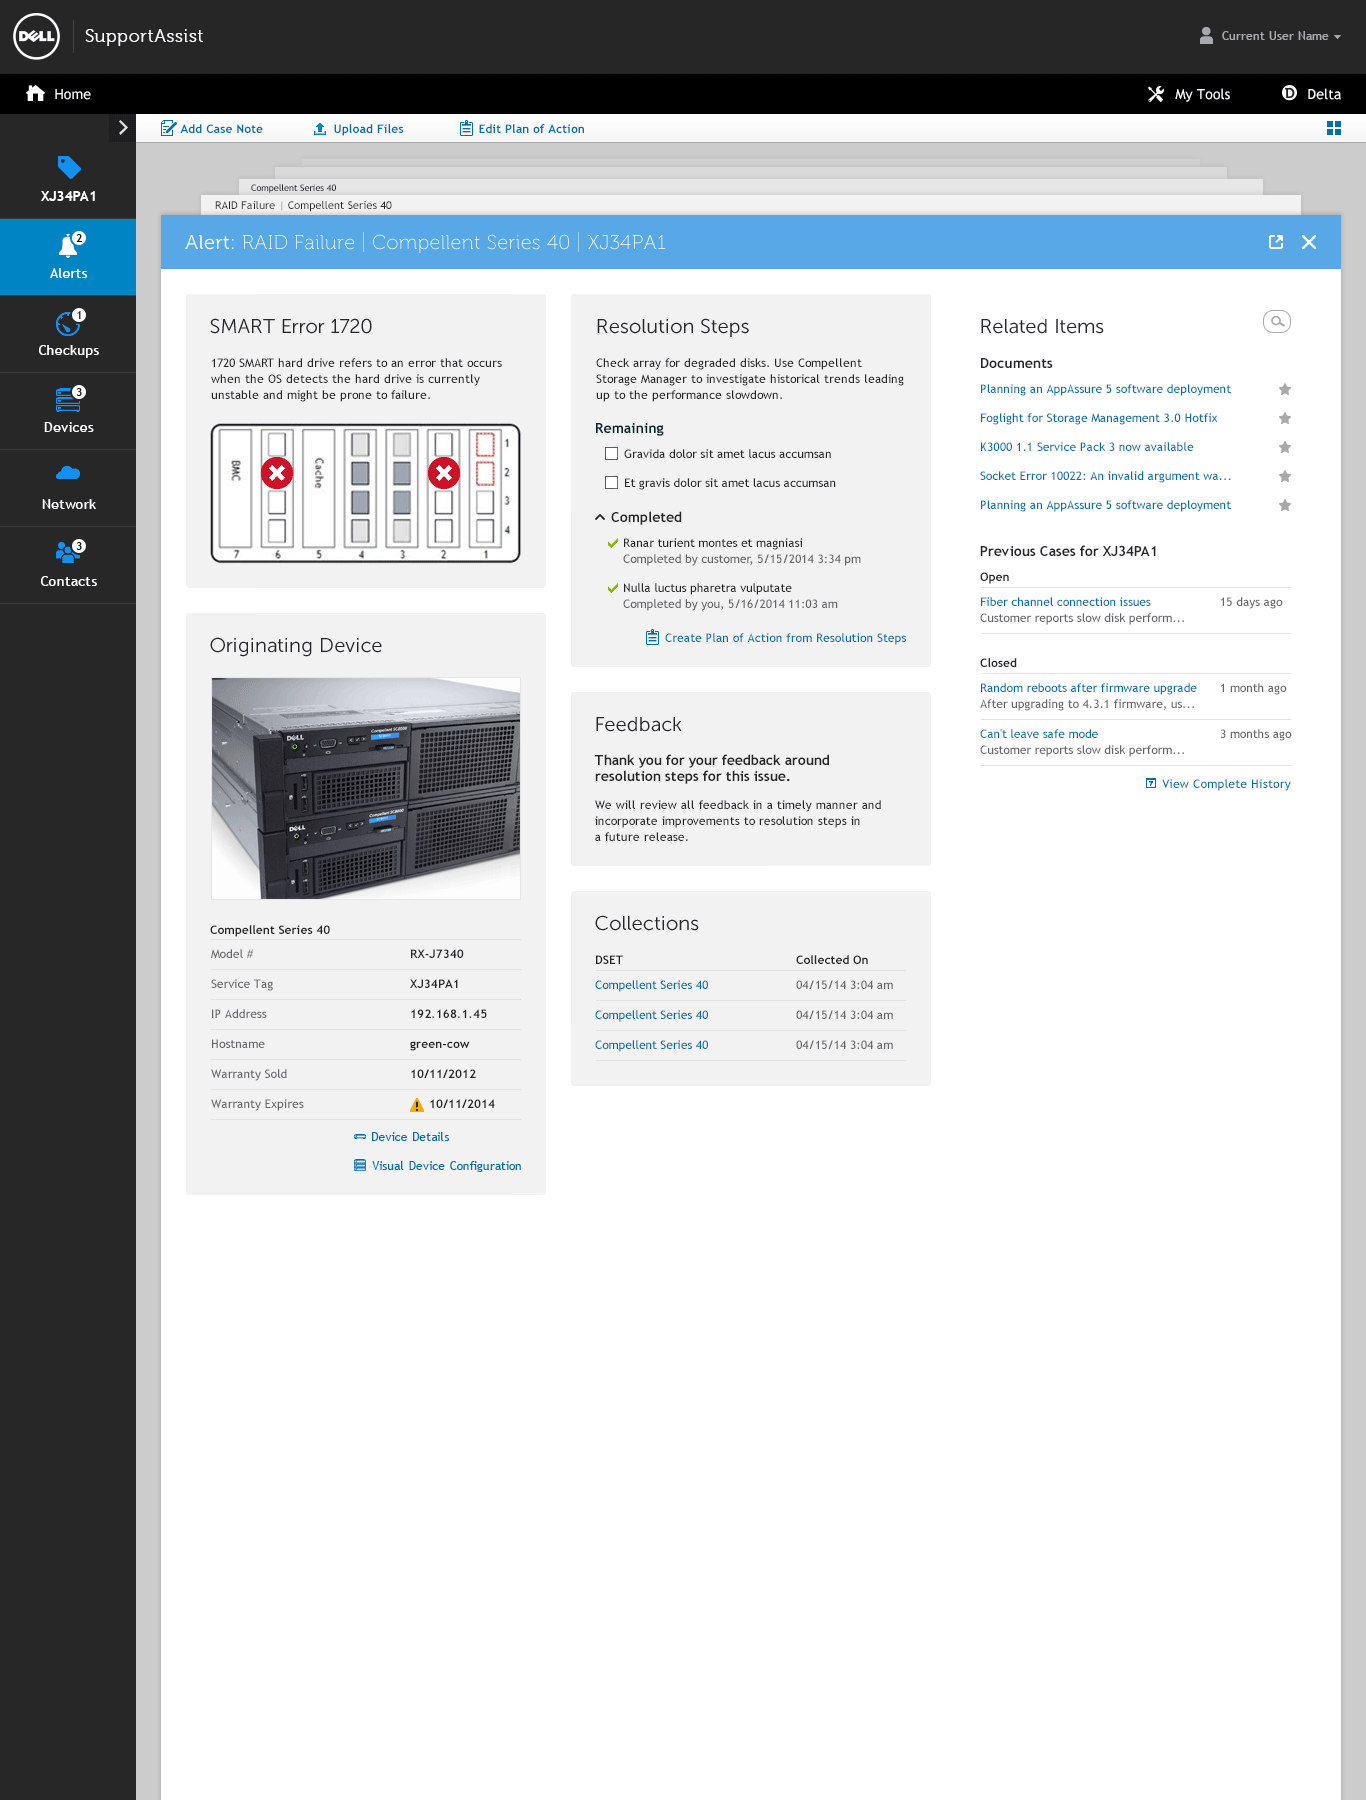 DELL
SupportAssist
Current User Name
Home
My Tools
D
Delta
Add Case Note
Upload Files
Edit Plan of Action
XJ34PA1
2
Alerts
1
Checkups
3
Devices
Network
3
Contacts
Compellent Series 40
RAID Failure | Compellent Series 40
Alert: RAID Failure | Compellent Series 40 | XJ34PA1
SMART Error 1720
1720 SMART hard drive refers to an error that occurs
when the OS detects the hard drive is currently
unstable and might be prone to failure.
BMC
Cache
1
2
3
4
7 6 5 4 3 2 1
Originating Device
DELL
Compellent SC8000
DELL
Compellent SC8000
Compellent Series 40
Model # RX-J7340
Service Tag XJ34PA1
IP Address 192.168.1.45
Hostname green-cow
Warranty Sold 10/11/2012
Warranty Expires 10/11/2014
Device Details
Visual Device Configuration
Resolution Steps
Check array for degraded disks. Use Compellent
Storage Manager to investigate historical trends leading
up to the performance slowdown.
Remaining
Gravida dolor sit amet lacus accumsan
Et gravis dolor sit amet lacus accumsan
Completed
Ranar turient montes et magniasi
Completed by customer, 5/15/2014 3:34 pm
Nulla luctus pharetra vulputate
Completed by you, 5/16/2014 11:03 am
Create Plan of Action from Resolution Steps
Feedback
Thank you for your feedback around
resolution steps for this issue.
We will review all feedback in a timely manner and
incorporate improvements to resolution steps in
a future release.
Collections
DSET Collected On
Compellent Series 40 04/15/14 3:04 am
Compellent Series 40 04/15/14 3:04 am
Compellent Series 40 04/15/14 3:04 am
Related Items
Documents
Planning an AppAssure 5 software deployment
Foglight for Storage Management 3.0 Hotfix
K3000 1.1 Service Pack 3 now available
Socket Error 10022: An invalid argument wa...
Planning an AppAssure 5 software deployment
Previous Cases for XJ34PA1
Open
Fiber channel connection issues 15 days ago
Customer reports slow disk perform...
Closed
Random reboots after firmware upgrade 1 month ago
After upgrading to 4.3.1 firmware, us...
Can't leave safe mode 3 months ago
Customer reports slow disk perform...
View Complete History